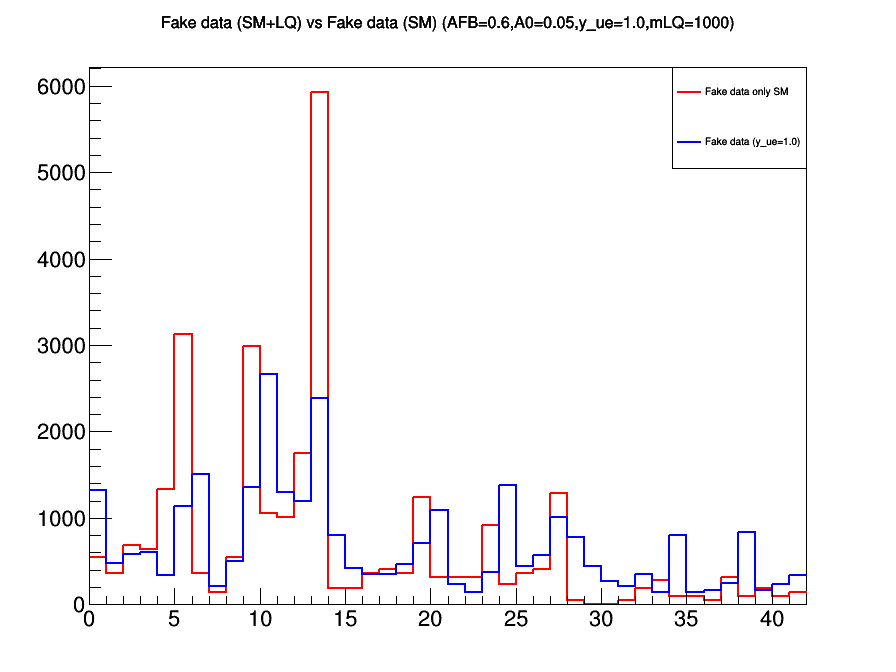 Fake data (SM+LQ) vs Fake data (SM) (AFB=0.6,A0=0.05,y_ue=1.0,mLQ=1000)
6000
Fake data only SM
Fake data (y_ue=1.0)
5000
4000
3000
2000
1000
0
0 5 10 15 20 25 30 35 40